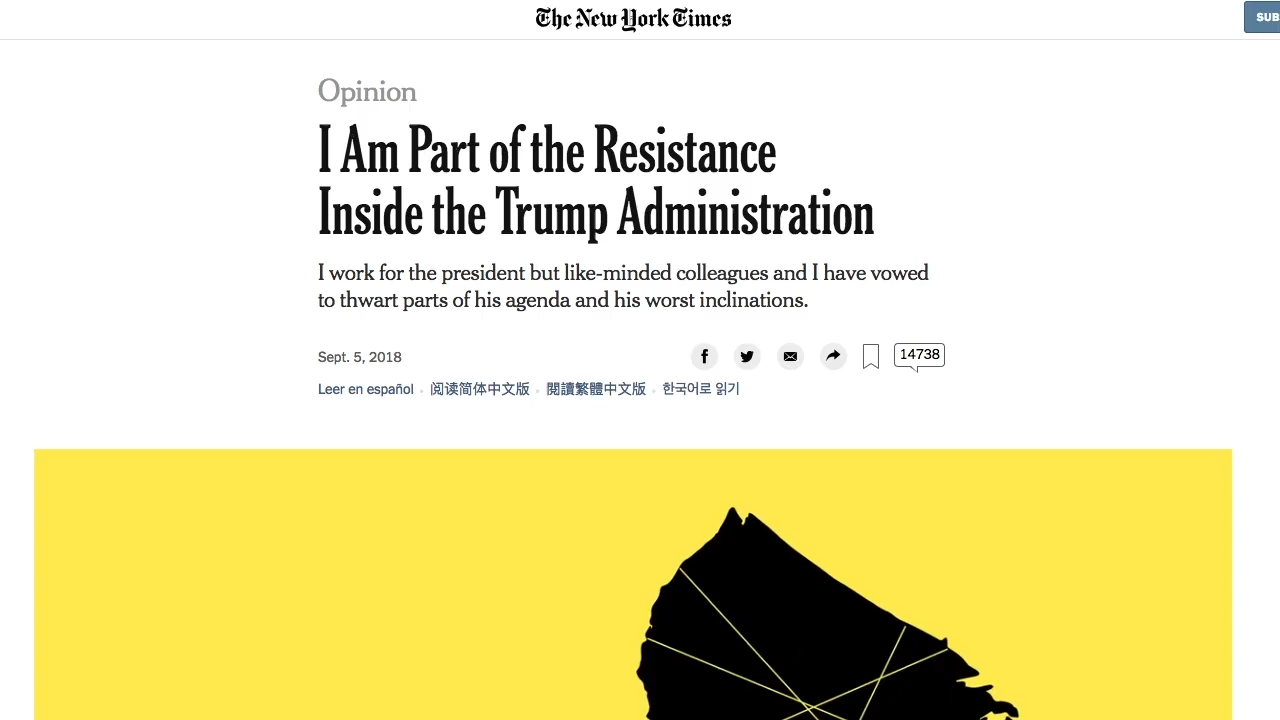 The New York Times
SUB
Opinion
I Am Part of the Resistance
Inside the Trump Administration
I work for the president but like-minded colleagues and I have vowed
to thwart parts of his agenda and his worst inclinations.
Sept. 5, 2018
14738
Leer en español 阅读简体中文版 閱讀繁體中文版 한국어로 읽기